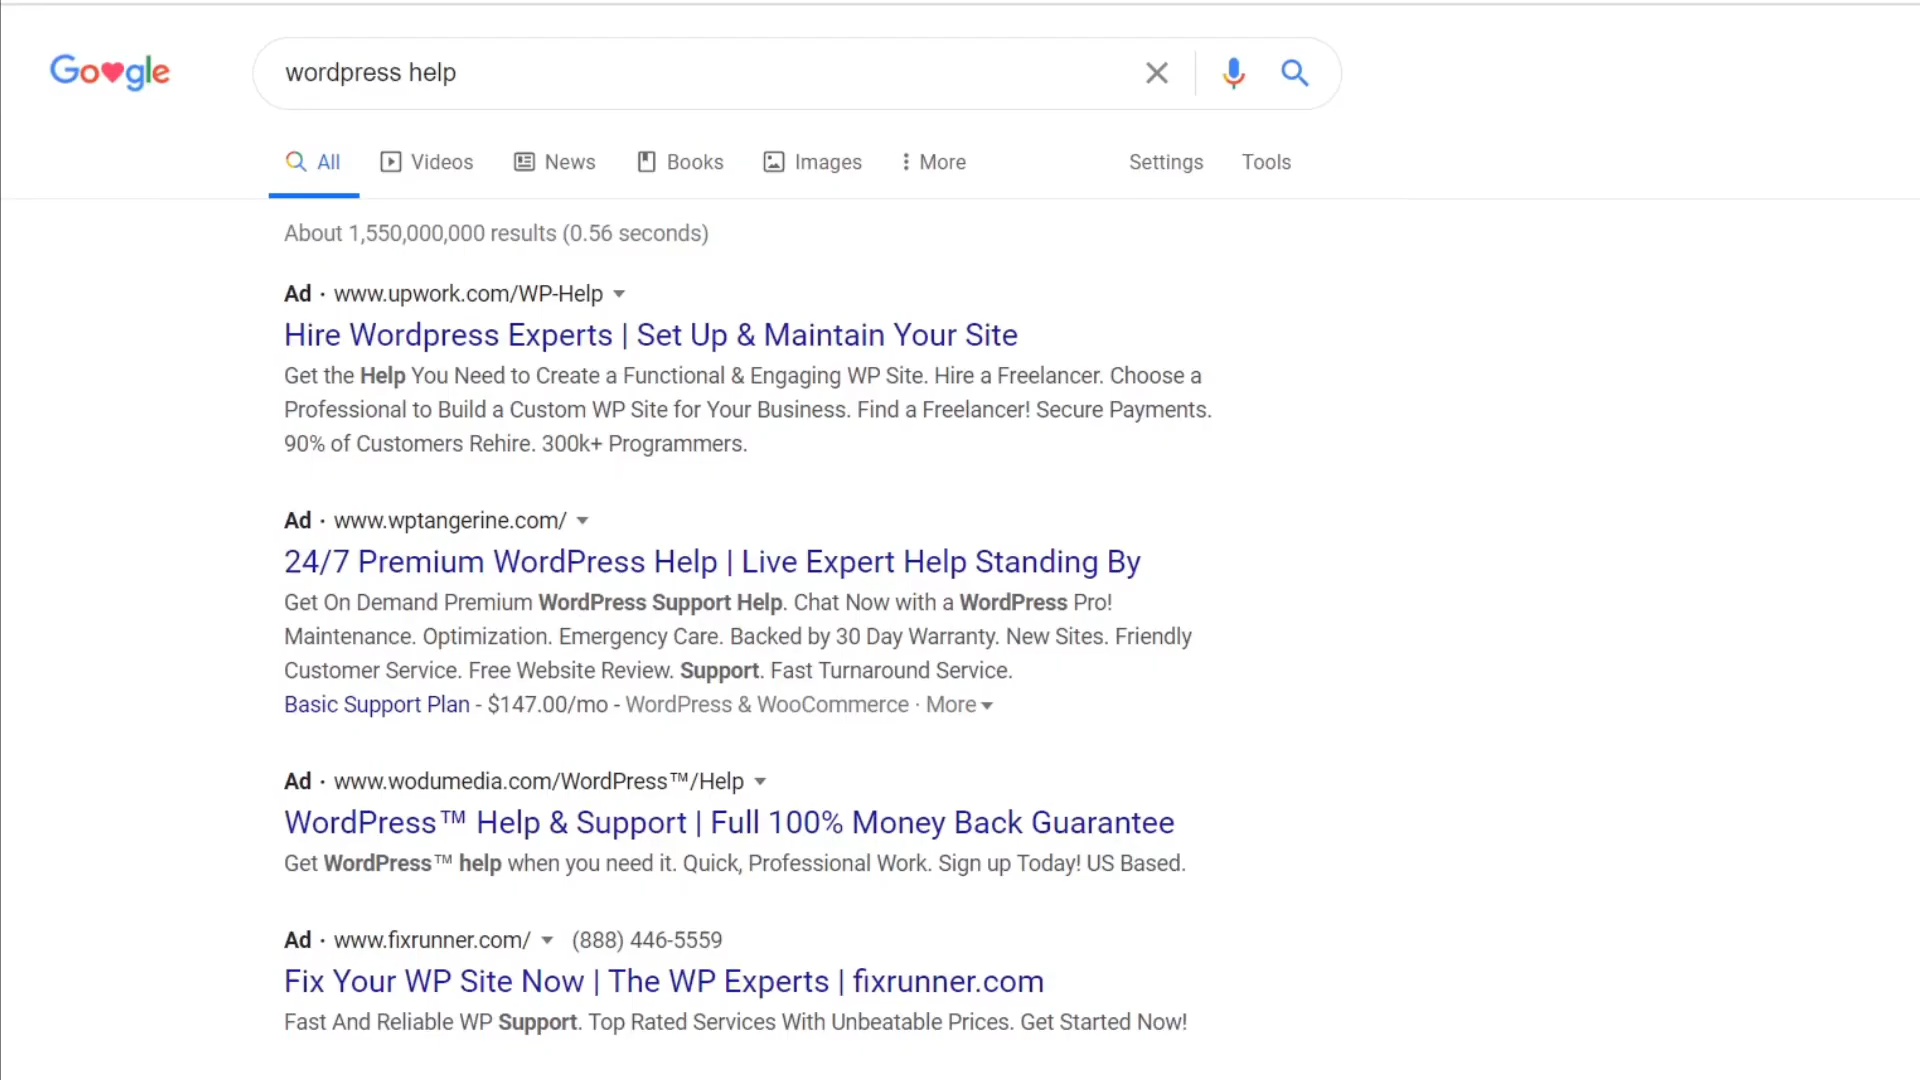 Google
wordpress help
All Videos News Books Images More Settings Tools
About 1,550,000,000 results (0.56 seconds)
Ad · www.upwork.com/WP-Help
Hire Wordpress Experts | Set Up & Maintain Your Site
Get the Help You Need to Create a Functional & Engaging WP Site. Hire a Freelancer. Choose a
Professional to Build a Custom WP Site for Your Business. Find a Freelancer! Secure Payments.
90% of Customers Rehire. 300k+ Programmers.
Ad · www.wptangerine.com/
24/7 Premium WordPress Help | Live Expert Help Standing By
Get On Demand Premium WordPress Support Help. Chat Now with a WordPress Pro!
Maintenance. Optimization. Emergency Care. Backed by 30 Day Warranty. New Sites. Friendly
Customer Service. Free Website Review. Support. Fast Turnaround Service.
Basic Support Plan - $147.00/mo - WordPress & WooCommerce · More
Ad · www.wodumedia.com/WordPress™/Help
WordPress™ Help & Support | Full 100% Money Back Guarantee
Get WordPress™ help when you need it. Quick, Professional Work. Sign up Today! US Based.
Ad · www.fixrunner.com/ (888) 446-5559
Fix Your WP Site Now | The WP Experts | fixrunner.com
Fast And Reliable WP Support. Top Rated Services With Unbeatable Prices. Get Started Now!